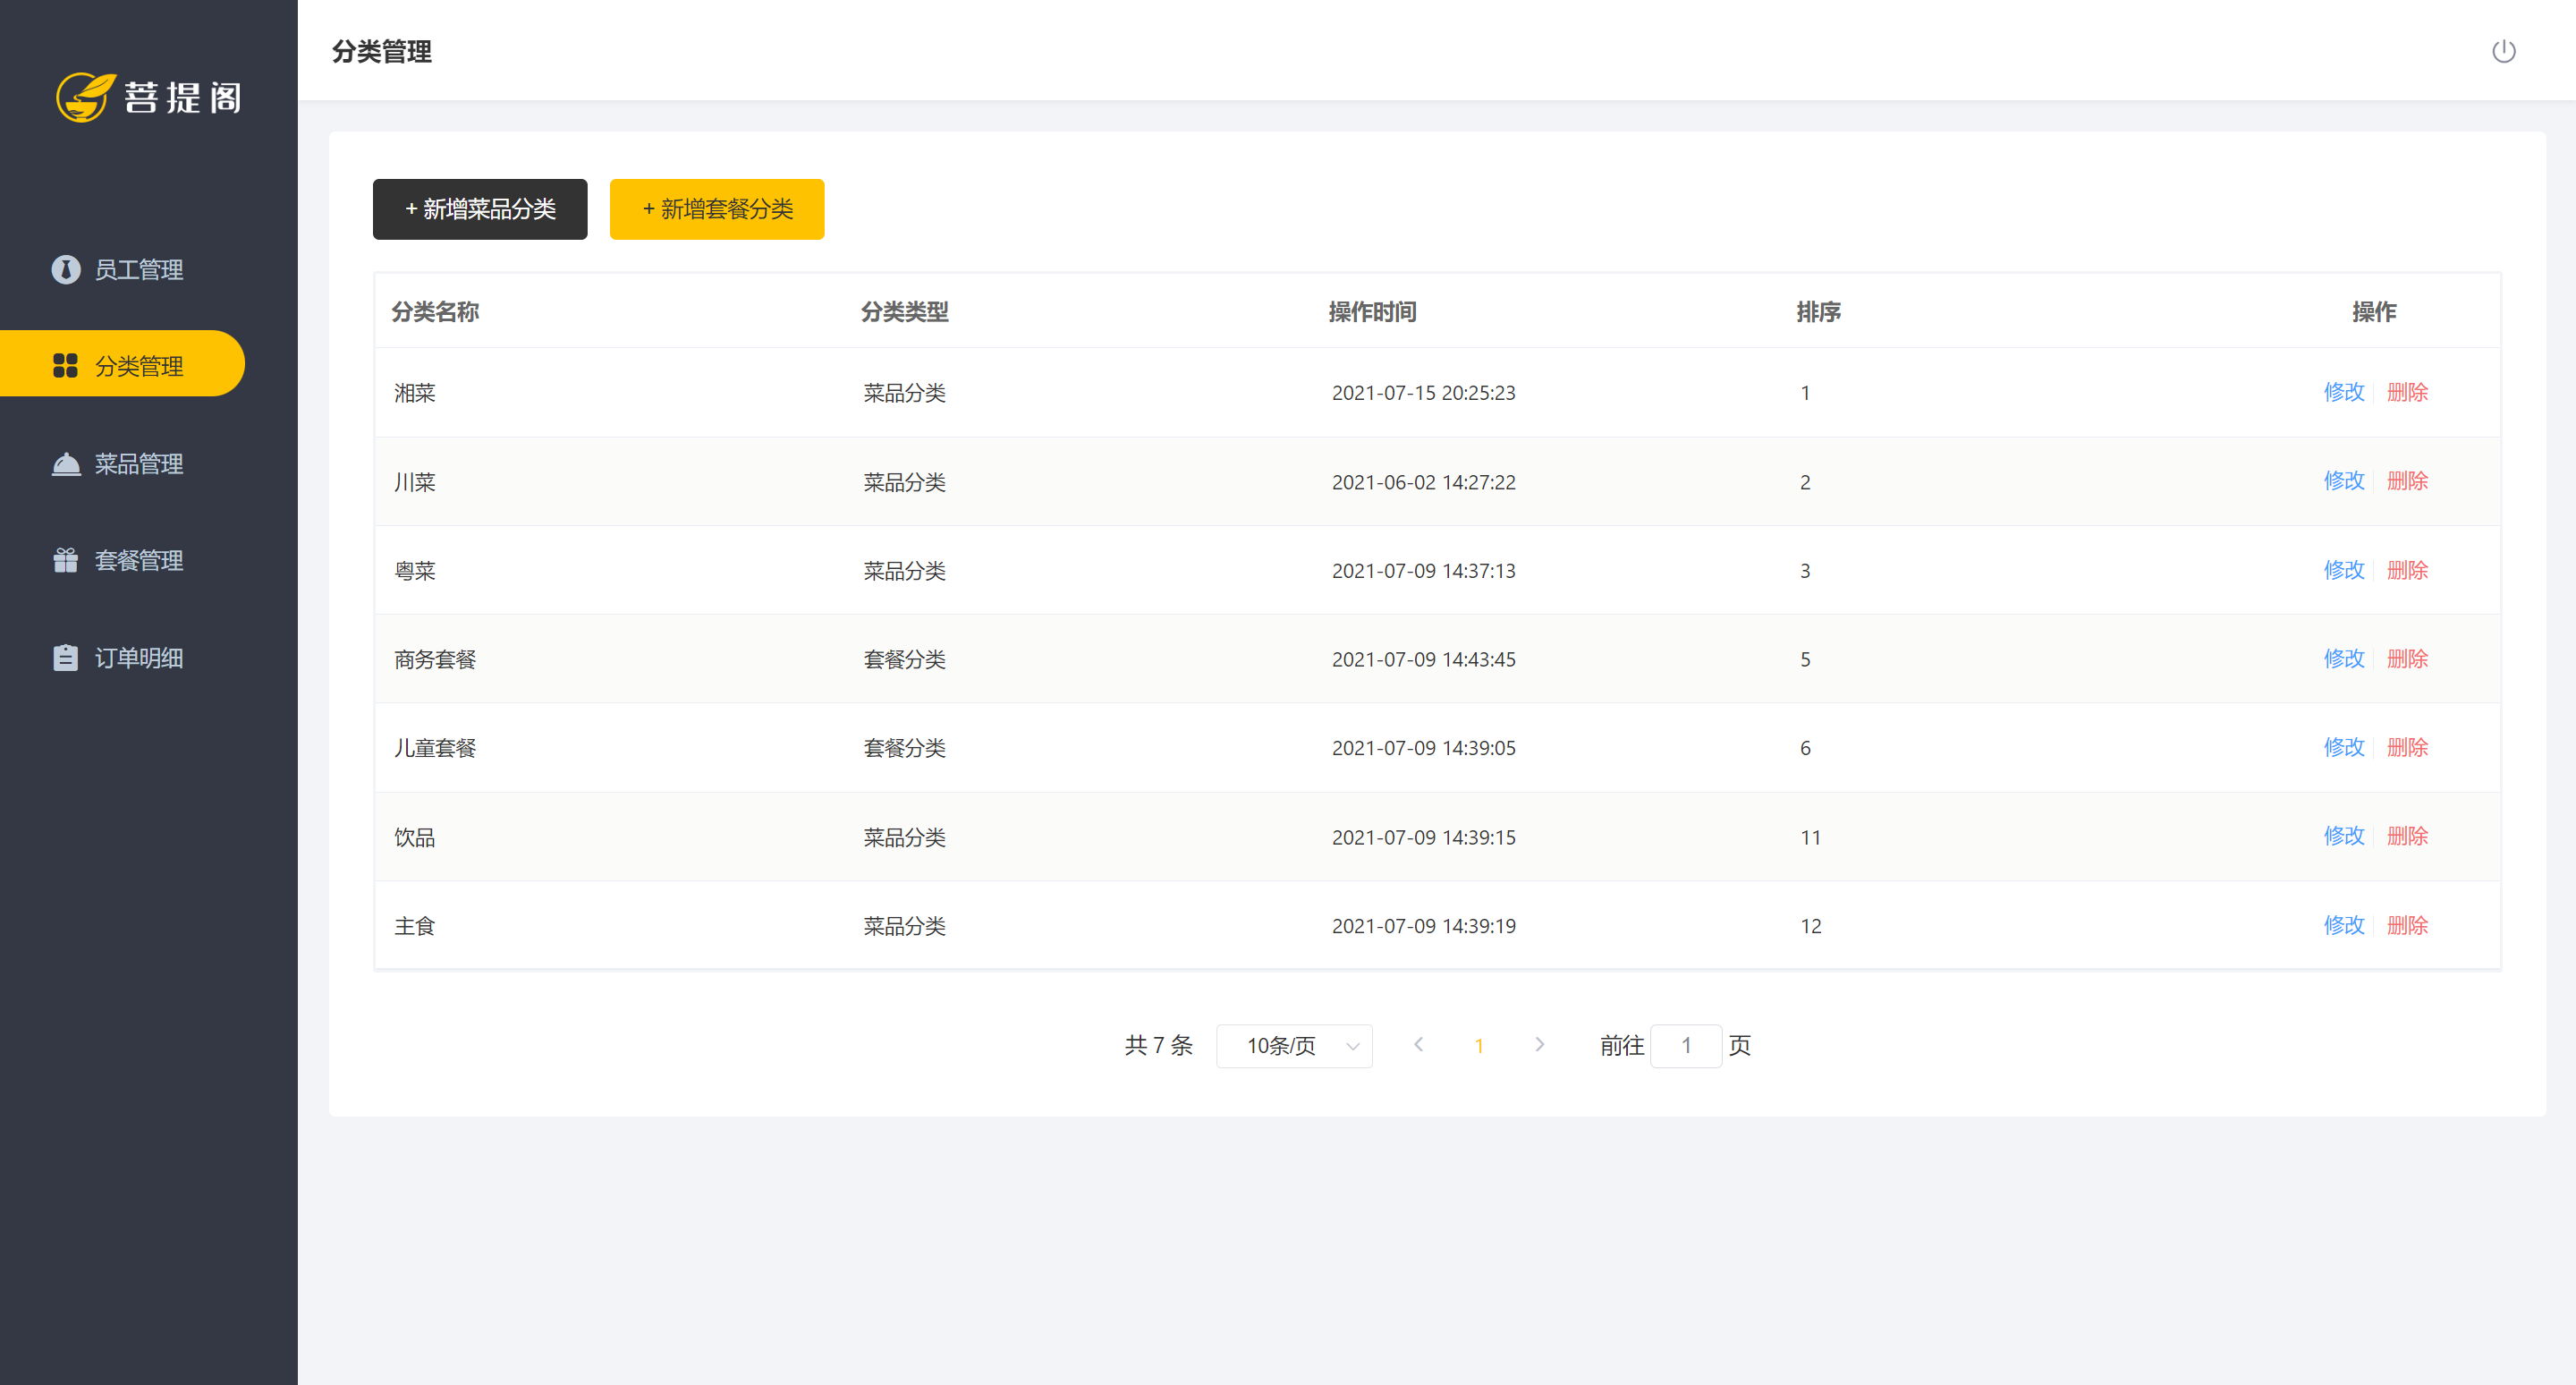 菩提阁
员工管理
分类管理
菜品管理
套餐管理
订单明细
分类管理
+ 新增菜品分类 + 新增套餐分类
分类名称 分类类型 操作时间 排序 操作
湘菜 菜品分类 2021-07-15 20:25:23 1 修改 删除
川菜 菜品分类 2021-06-02 14:27:22 2 修改 删除
粤菜 菜品分类 2021-07-09 14:37:13 3 修改 删除
商务套餐 套餐分类 2021-07-09 14:43:45 5 修改 删除
儿童套餐 套餐分类 2021-07-09 14:39:05 6 修改 删除
饮品 菜品分类 2021-07-09 14:39:15 11 修改 删除
主食 菜品分类 2021-07-09 14:39:19 12 修改 删除
共 7 条 10条/页 1 前往 1 页